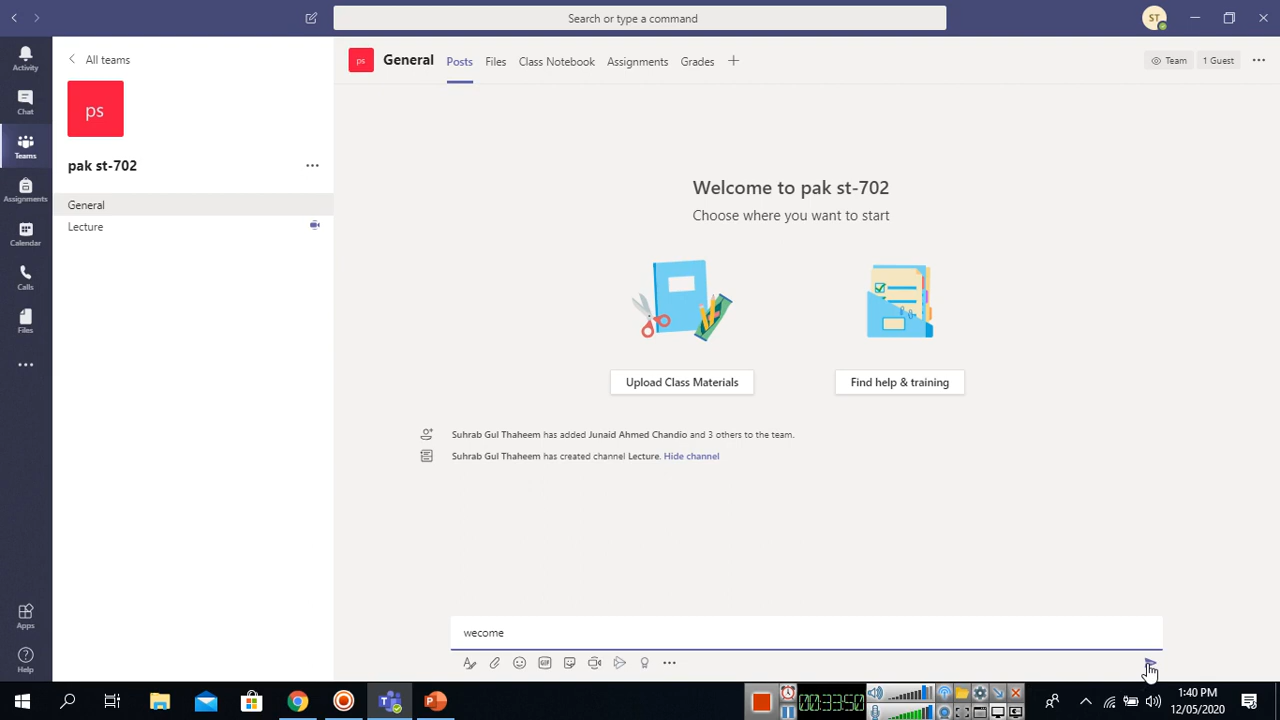 Search or type a command
ST
Activity
Chat
Teams
Assignments
Calendar
Calls
Files
Apps
Help
All teams
ps
pak st-702
General
Lecture
ps
General
Posts
Files
Class Notebook
Assignments
Grades
Team
1 Guest
Welcome to pak st-702
Choose where you want to start
Upload Class Materials
Find help & training
Suhrab Gul Thaheem has added Junaid Ahmed Chandio and 3 others to the team.
Suhrab Gul Thaheem has created channel Lecture. Hide channel
wecome
GIF
00:33:50
1:40 PM
12/05/2020